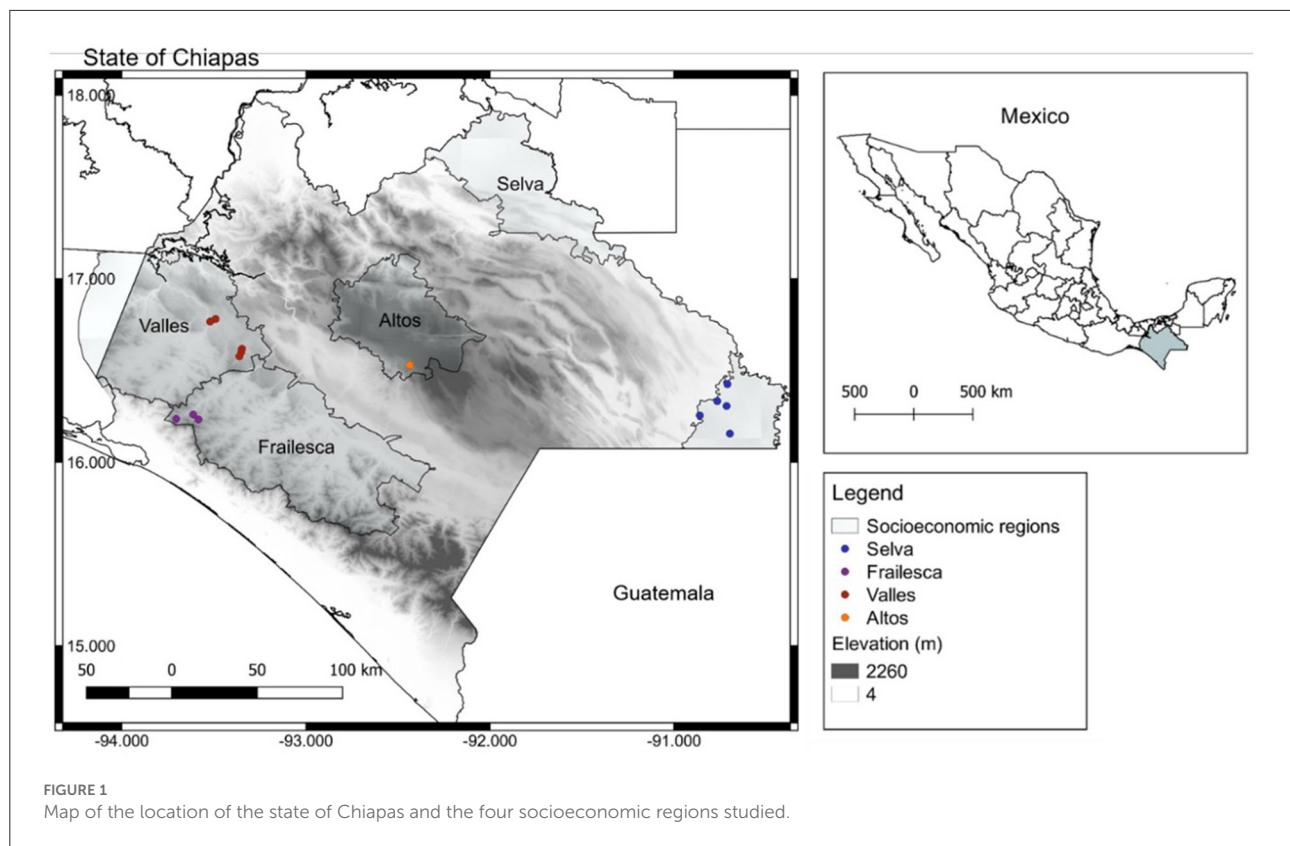 State of Chiapas
18.000
17.000
16.000
15.000
-94.000
-93.000
-92.000
-91.000
Selva
Valles
Altos
Frailesca
Guatemala
50 0 50 100 km
Mexico
500 0 500 km
Legend
Socioeconomic regions
Selva
Frailesca
Valles
Altos
Elevation (m)
2260
4
FIGURE 1
Map of the location of the state of Chiapas and the four socioeconomic regions studied.